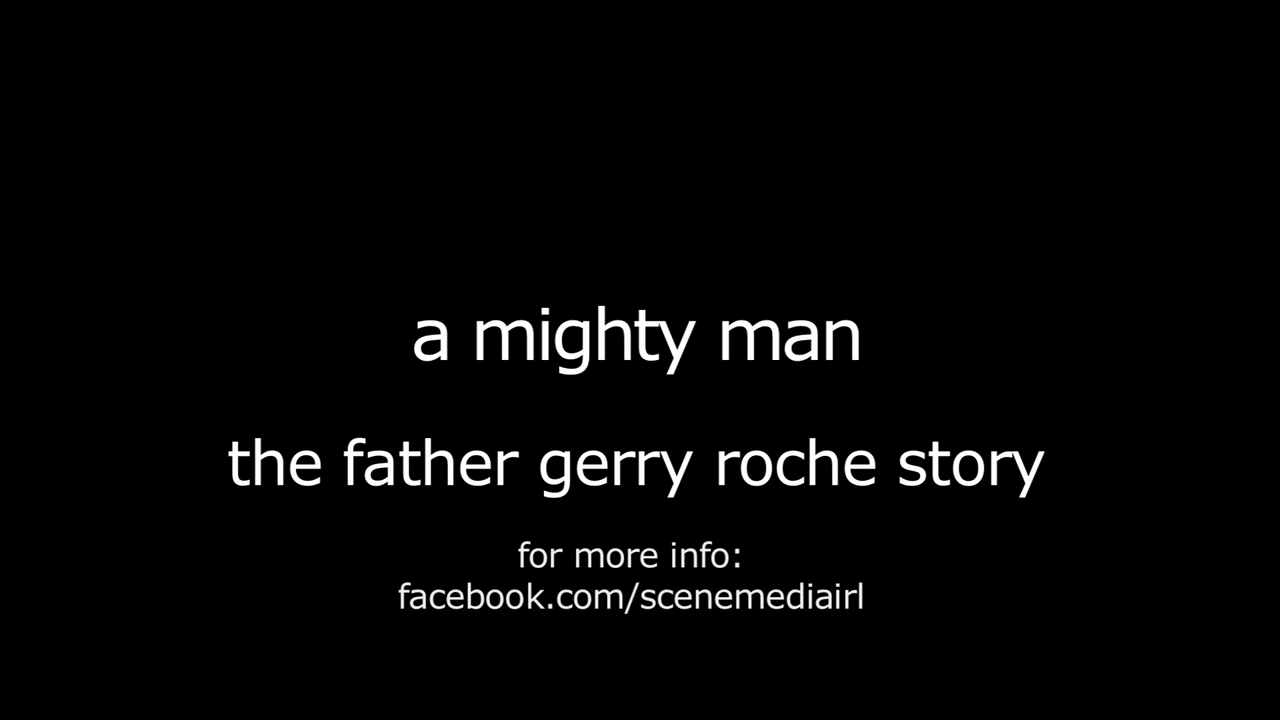 a mighty man
the father gerry roche story
for more info:
facebook.com/scenemediairl